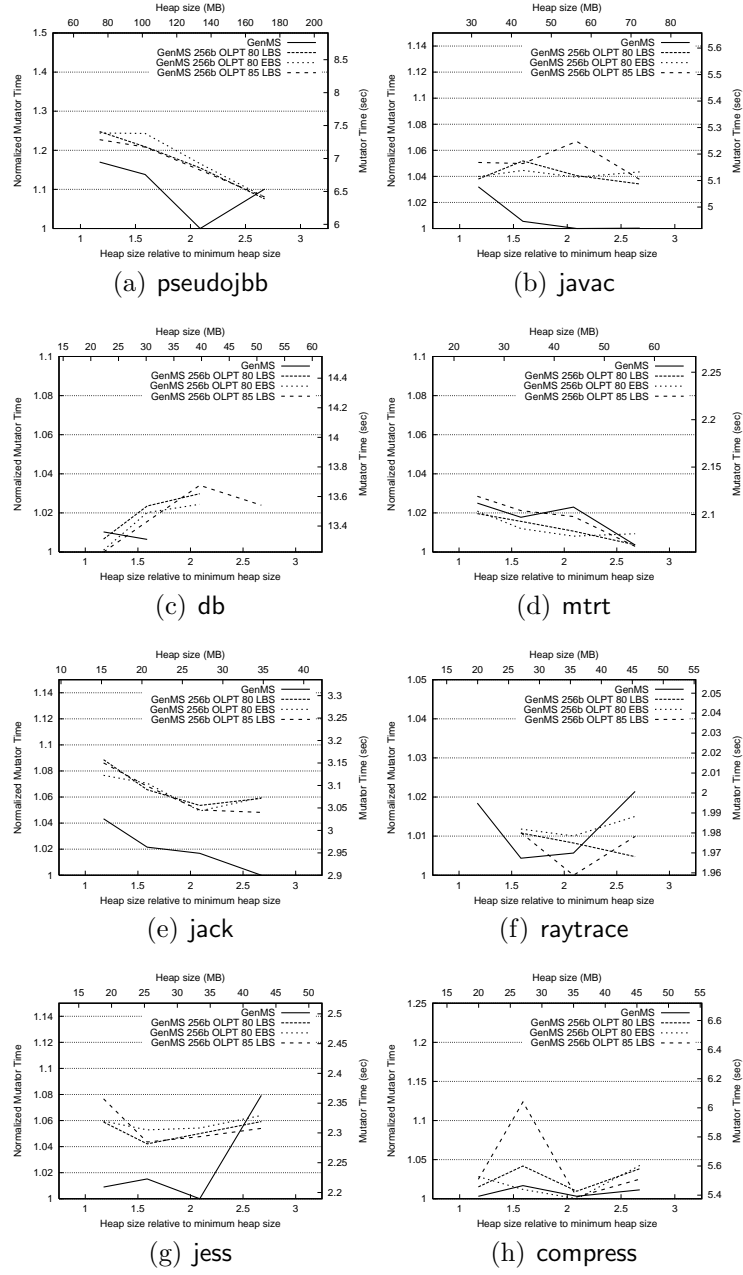 Heap size (MB)
60 80 100 120 140 160 180 200
1.5
1.4
1.3
1.2
1.1
1
Normalized Mutator Time
GenMS
GenMS 256b OLPT 80 LBS
GenMS 256b OLPT 80 EBS
GenMS 256b OLPT 85 LBS
8.5
8
7.5
7
6.5
6
Mutator Time (sec)
1 1.5 2 2.5 3
Heap size relative to minimum heap size
(a) pseudojbb
Heap size (MB)
30 40 50 60 70 80
1.14
1.12
1.1
1.08
1.06
1.04
1.02
1
Normalized Mutator Time
GenMS
GenMS 256b OLPT 80 LBS
GenMS 256b OLPT 80 EBS
GenMS 256b OLPT 85 LBS
5.6
5.5
5.4
5.3
5.2
5.1
5
Mutator Time (sec)
1 1.5 2 2.5 3
Heap size relative to minimum heap size
(b) javac
Heap size (MB)
15 20 25 30 35 40 45 50 55 60
1.1
1.08
1.06
1.04
1.02
1
Normalized Mutator Time
GenMS
GenMS 256b OLPT 80 LBS
GenMS 256b OLPT 80 EBS
GenMS 256b OLPT 85 LBS
14.4
14.2
14
13.8
13.6
13.4
Mutator Time (sec)
1 1.5 2 2.5 3
Heap size relative to minimum heap size
(c) db
Heap size (MB)
20 30 40 50 60
1.1
1.08
1.06
1.04
1.02
1
Normalized Mutator Time
GenMS
GenMS 256b OLPT 80 LBS
GenMS 256b OLPT 80 EBS
GenMS 256b OLPT 85 LBS
2.25
2.2
2.15
2.1
Mutator Time (sec)
1 1.5 2 2.5 3
Heap size relative to minimum heap size
(d) mtrt
Heap size (MB)
10 15 20 25 30 35 40
1.14
1.12
1.1
1.08
1.06
1.04
1.02
1
Normalized Mutator Time
GenMS
GenMS 256b OLPT 80 LBS
GenMS 256b OLPT 80 EBS
GenMS 256b OLPT 85 LBS
3.3
3.25
3.2
3.15
3.1
3.05
3
2.95
2.9
Mutator Time (sec)
1 1.5 2 2.5 3
Heap size relative to minimum heap size
(e) jack
Heap size (MB)
15 20 25 30 35 40 45 50 55
1.05
1.04
1.03
1.02
1.01
1
Normalized Mutator Time
GenMS
GenMS 256b OLPT 80 LBS
GenMS 256b OLPT 80 EBS
GenMS 256b OLPT 85 LBS
2.05
2.04
2.03
2.02
2.01
2
1.99
1.98
1.97
1.96
Mutator Time (sec)
1 1.5 2 2.5 3
Heap size relative to minimum heap size
(f) raytrace
Heap size (MB)
15 20 25 30 35 40 45 50
1.14
1.12
1.1
1.08
1.06
1.04
1.02
1
Normalized Mutator Time
GenMS
GenMS 256b OLPT 80 LBS
GenMS 256b OLPT 80 EBS
GenMS 256b OLPT 85 LBS
2.5
2.45
2.4
2.35
2.3
2.25
2.2
Mutator Time (sec)
1 1.5 2 2.5 3
Heap size relative to minimum heap size
(g) jess
Heap size (MB)
15 20 25 30 35 40 45 50 55
1.25
1.2
1.15
1.1
1.05
1
Normalized Mutator Time
GenMS
GenMS 256b OLPT 80 LBS
GenMS 256b OLPT 80 EBS
GenMS 256b OLPT 85 LBS
6.6
6.4
6.2
6
5.8
5.6
5.4
Mutator Time (sec)
1 1.5 2 2.5 3
Heap size relative to minimum heap size
(h) compress